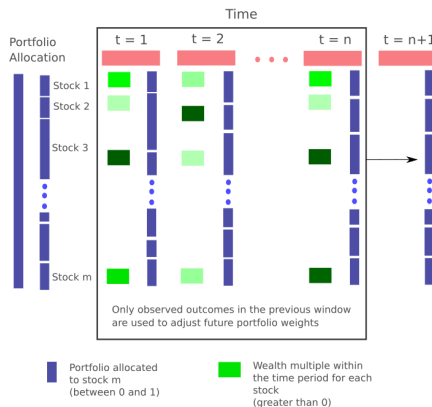 Time
Portfolio
Allocation
t = 1
t = 2
t = n
t = n+1
Stock 1
Stock 2
Stock 3
Stock m
Only observed outcomes in the previous window
are used to adjust future portfolio weights
Portfolio allocated
to stock m
(between 0 and 1)
Wealth multiple within
the time period for each
stock
(greater than 0)